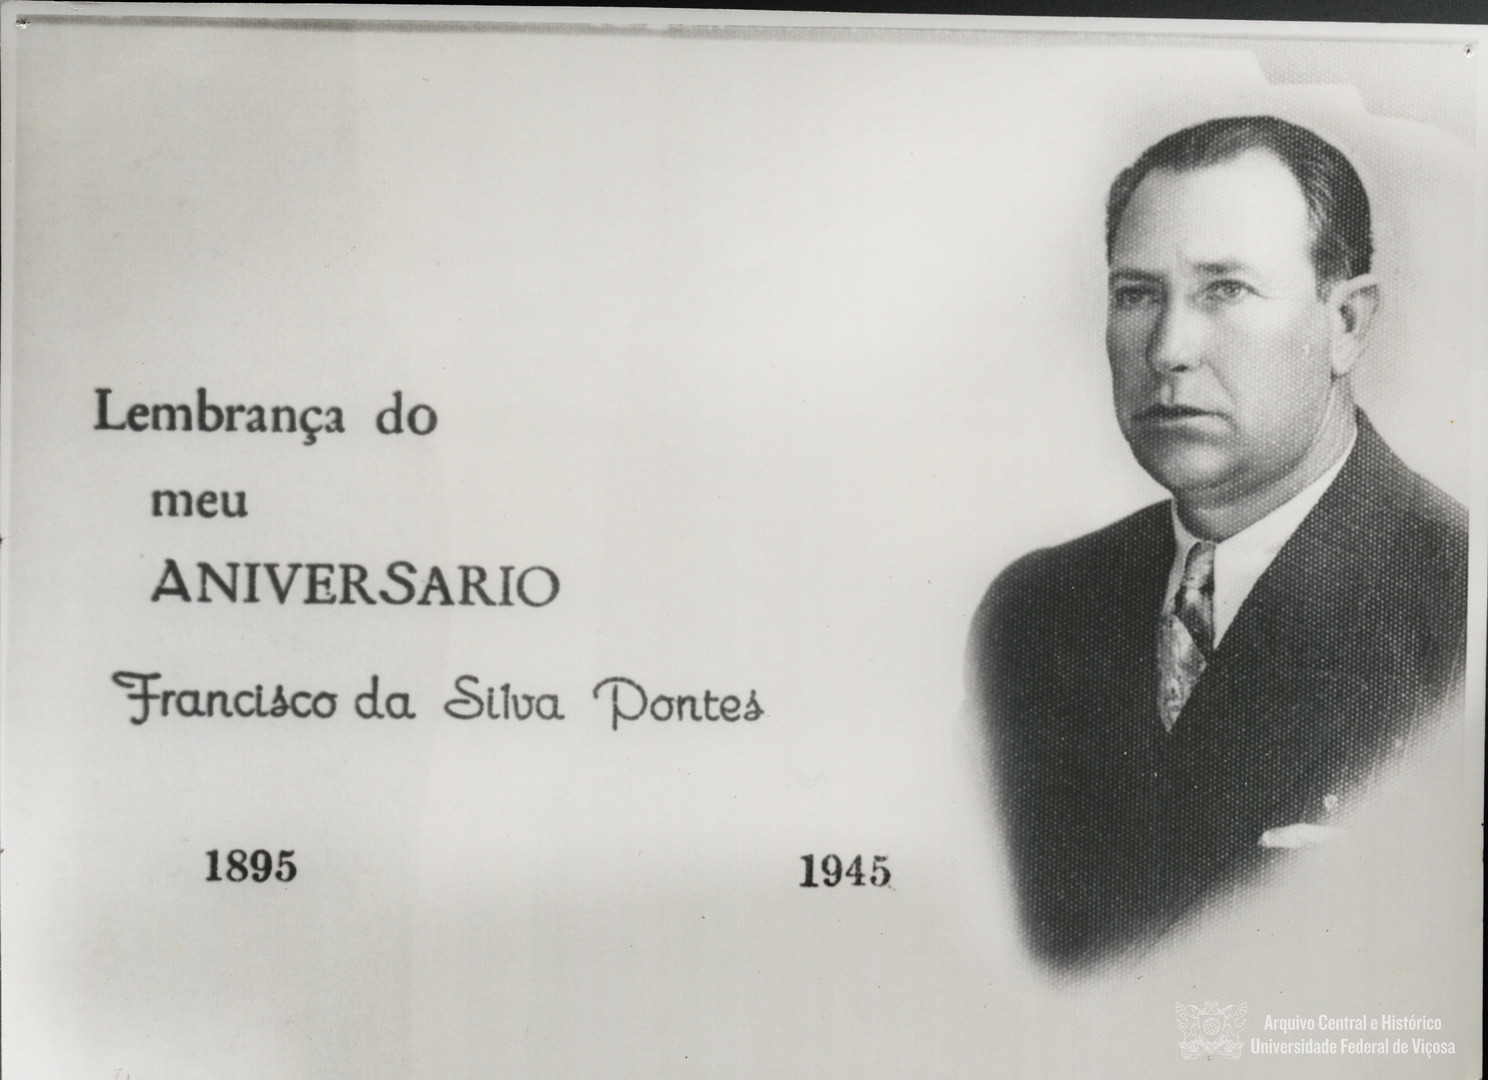 Lembrança do
meu
ANIVERSARIO
Francisco da Silva Pontes
1895 1945
Arquivo Central e Histórico
Universidade Federal de Viçosa